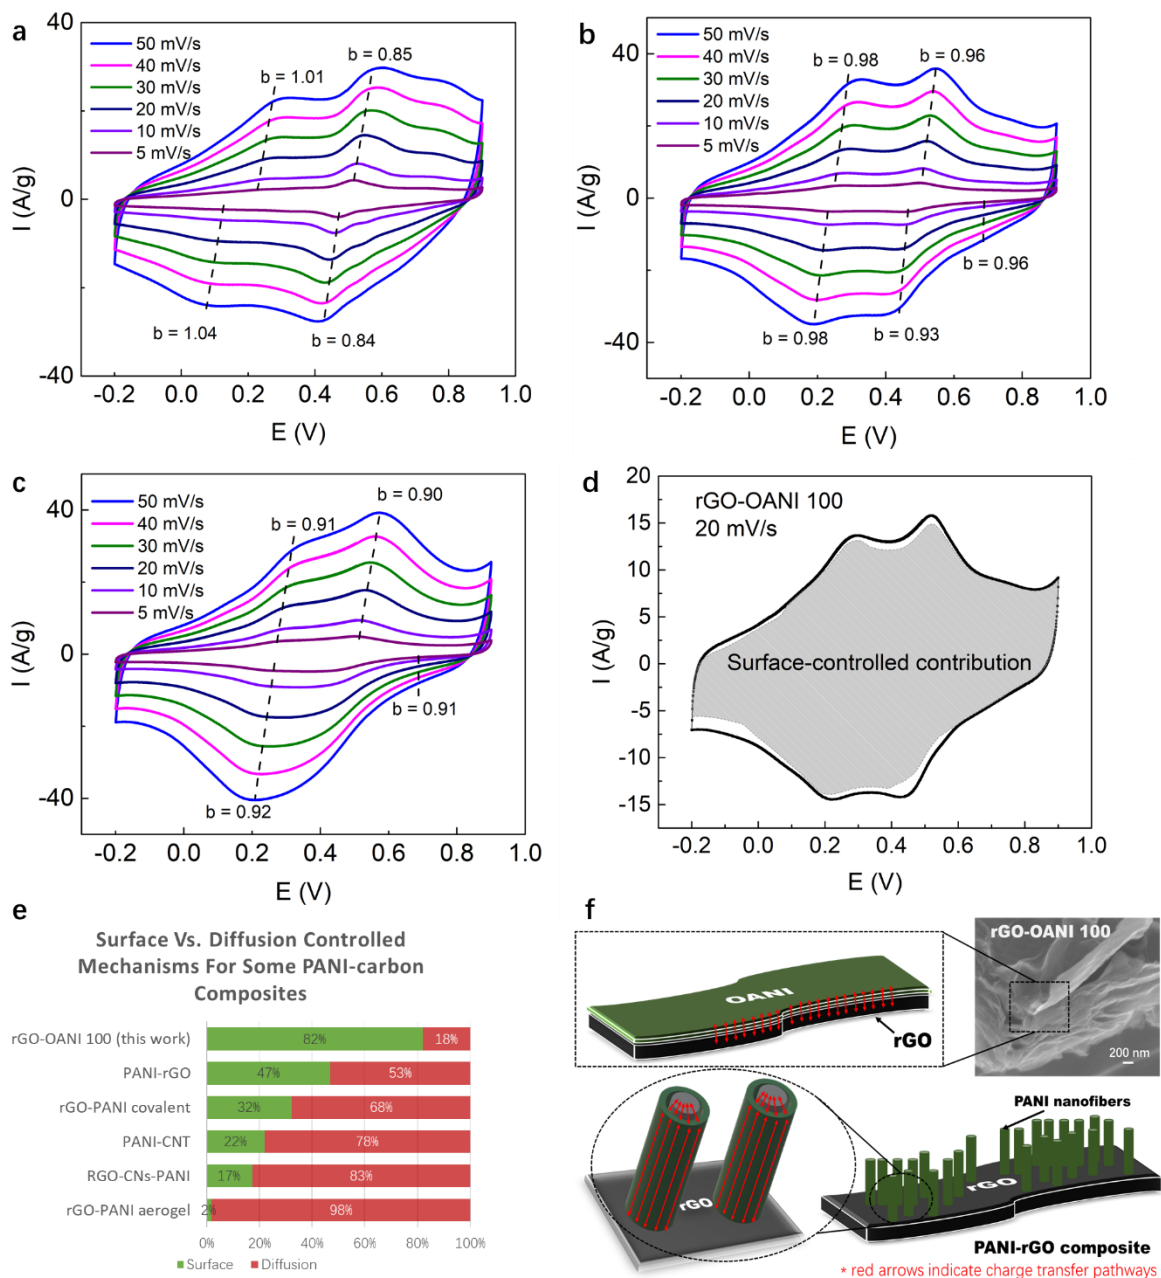 a
40
0
-40
I (A/g)
50 mV/s
40 mV/s
30 mV/s
20 mV/s
10 mV/s
5 mV/s
b = 1.01
b = 0.85
b = 1.04
b = 0.84
-0.2
0.0
0.2
0.4
0.6
0.8
1.0
E (V)
b
40
0
-40
I (A/g)
50 mV/s
40 mV/s
30 mV/s
20 mV/s
10 mV/s
5 mV/s
b = 0.98
b = 0.96
b = 0.96
b = 0.98
b = 0.93
-0.2
0.0
0.2
0.4
0.6
0.8
1.0
E (V)
c
40
0
-40
I (A/g)
50 mV/s
40 mV/s
30 mV/s
20 mV/s
10 mV/s
5 mV/s
b = 0.90
b = 0.91
b = 0.91
b = 0.92
-0.2
0.0
0.2
0.4
0.6
0.8
1.0
E (V)
d
20
15
10
5
0
-5
-10
-15
I (A/g)
rGO-OANI 100
20 mV/s
Surface-controlled contribution
-0.2
0.0
0.2
0.4
0.6
0.8
1.0
E (V)
e
Surface Vs. Diffusion Controlled
Mechanisms For Some PANI-carbon
Composites
rGO-OANI 100 (this work)
82%
18%
PANI-rGO
47%
53%
rGO-PANI covalent
32%
68%
PANI-CNT
22%
78%
RGO-CNs-PANI
17%
83%
rGO-PANI aerogel
2%
98%
0%
20%
40%
60%
80%
100%
Surface
Diffusion
f
OANI
rGO
rGO-OANI 100
200 nm
rGO
PANI nanofibers
rGO
PANI-rGO composite
* red arrows indicate charge transfer pathways